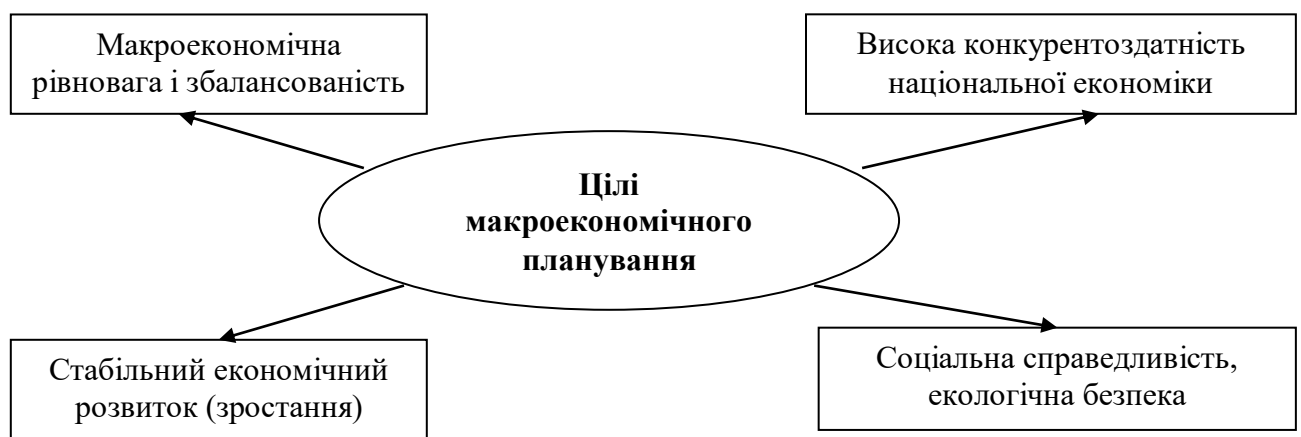 Макроекономічна
рівновага і збалансованість
Висока конкурентоздатність
національної економіки
Цілі
макроекономічного
планування
Стабільний економічний
розвиток (зростання)
Соціальна справедливість,
екологічна безпека